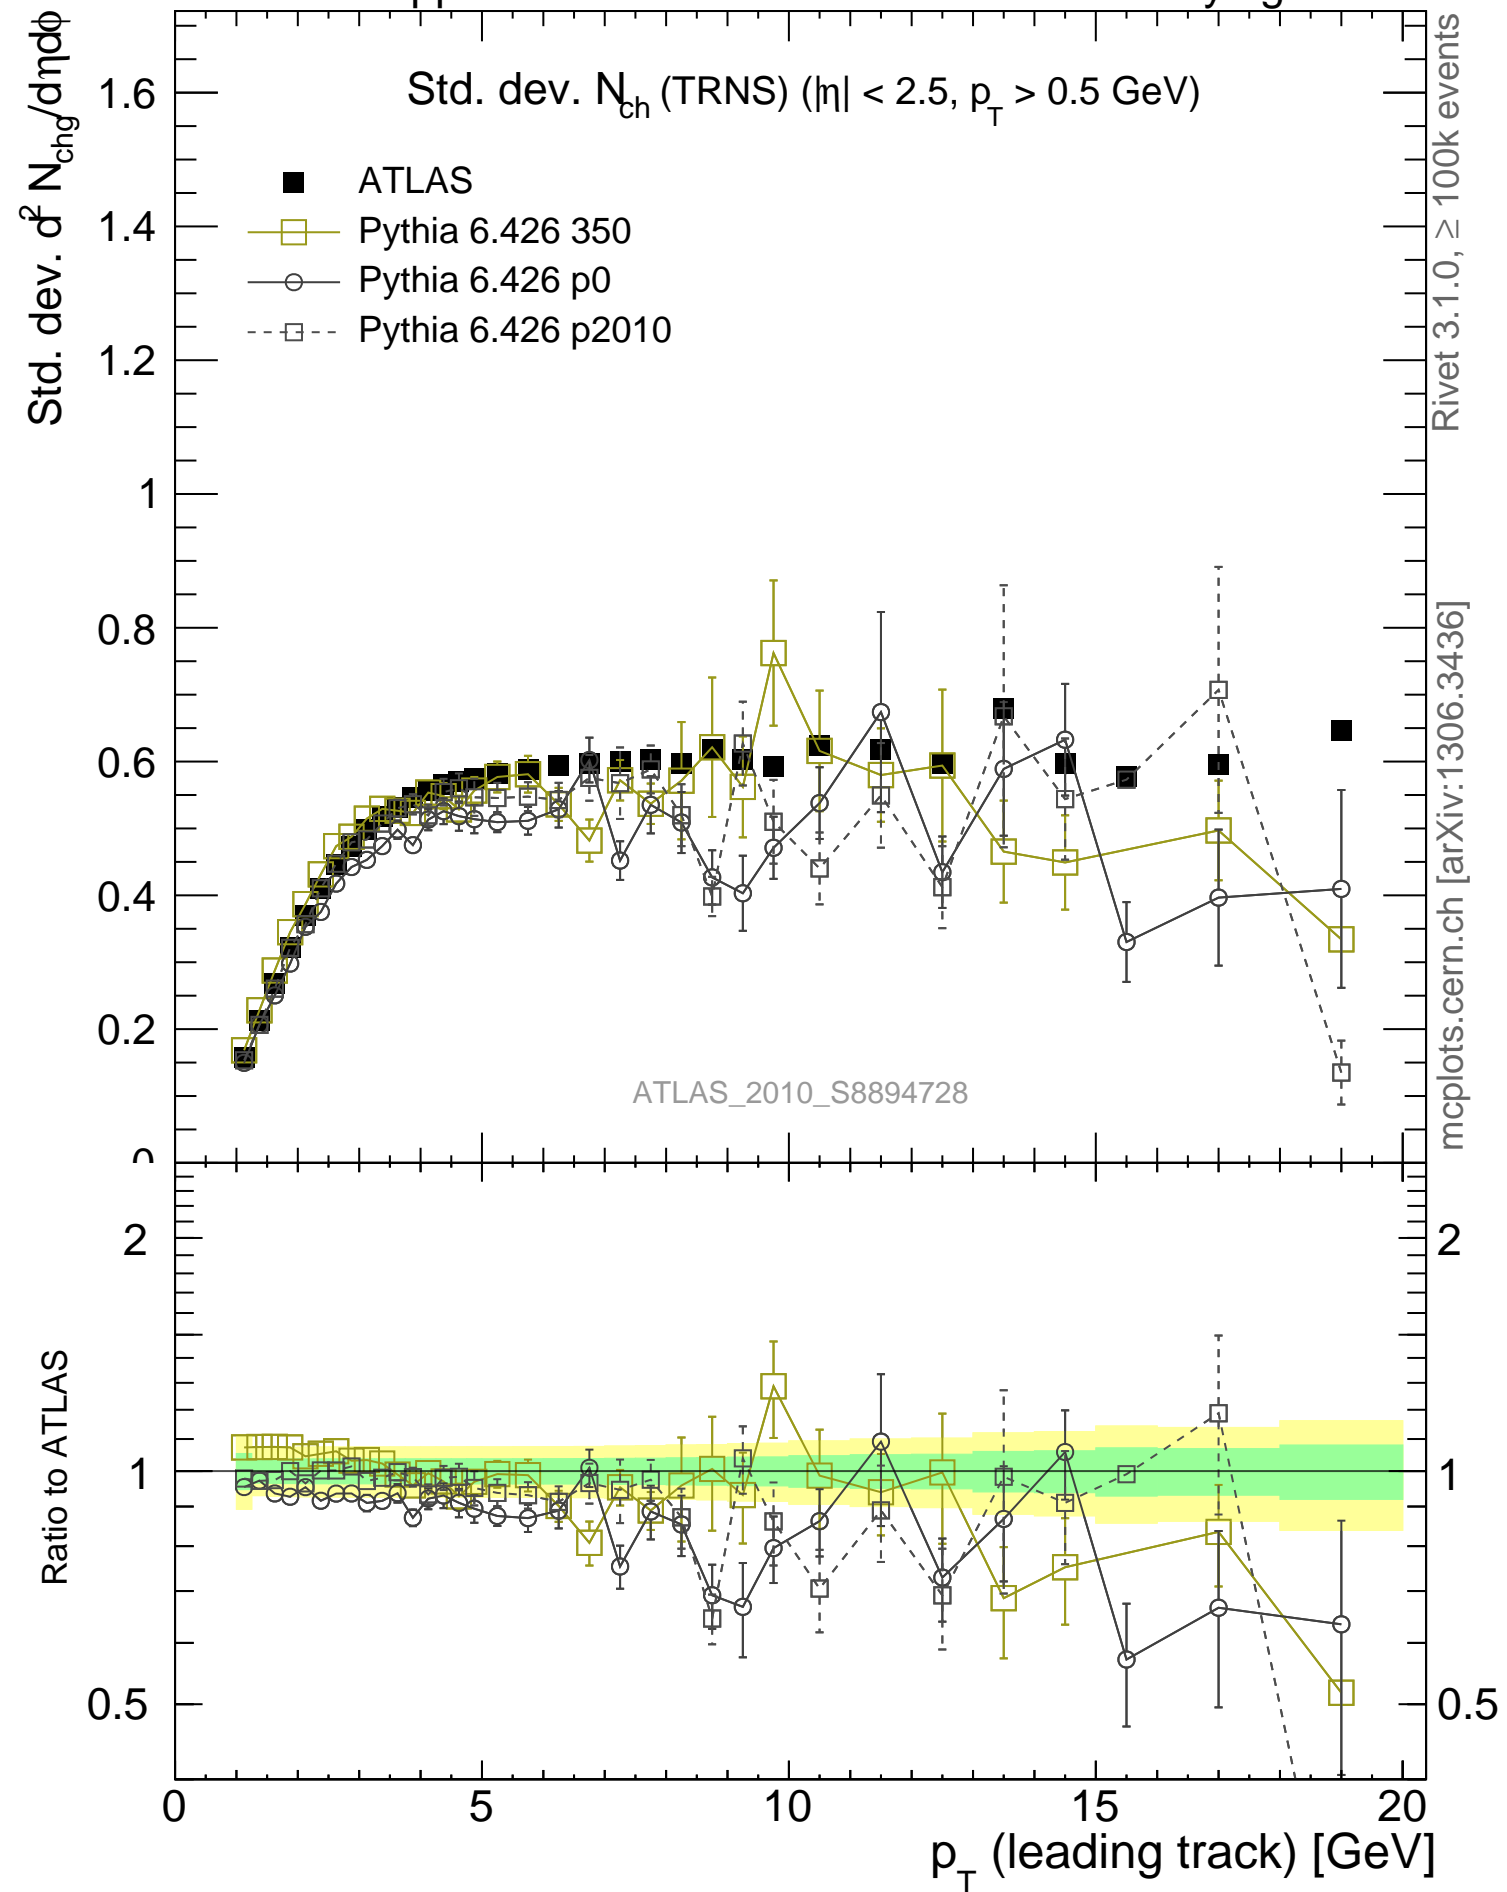 Std. dev. N_ch (TRNS) (|η| < 2.5, p_T > 0.5 GeV)
ATLAS
Pythia 6.426 350
Pythia 6.426 p0
Pythia 6.426 p2010
Std. dev. d² N_chg/dηdϕ
1.6
1.4
1.2
1
0.8
0.6
0.4
0.2
0
ATLAS_2010_S8894728
Rivet 3.1.0, ≥ 100k events
mcplots.cern.ch [arXiv:1306.3436]
Ratio to ATLAS
2
1
0.5
2
1
0.5
0 5 10 15 20
p_T (leading track) [GeV]